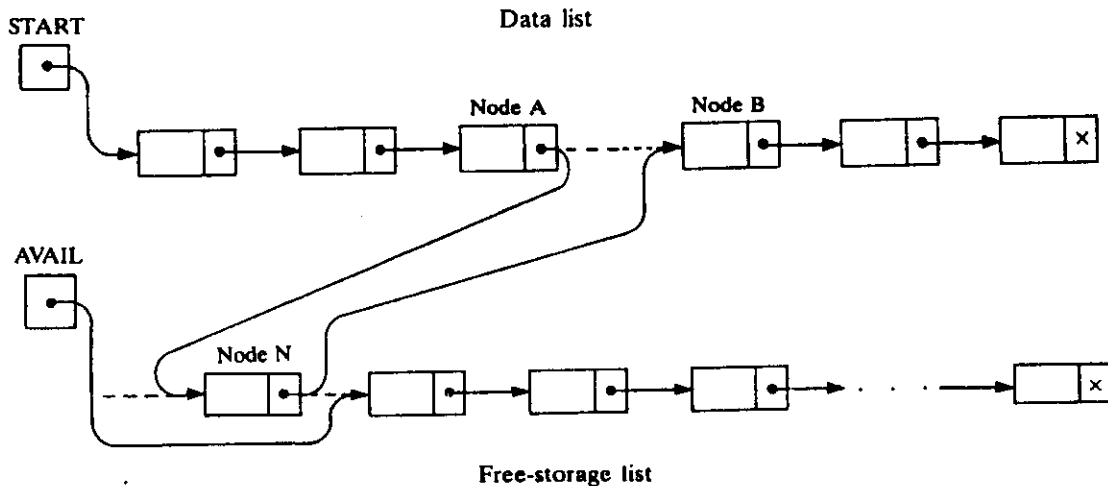 Data list
START
Node A
Node B
×
AVAIL
Node N
×
Free-storage list